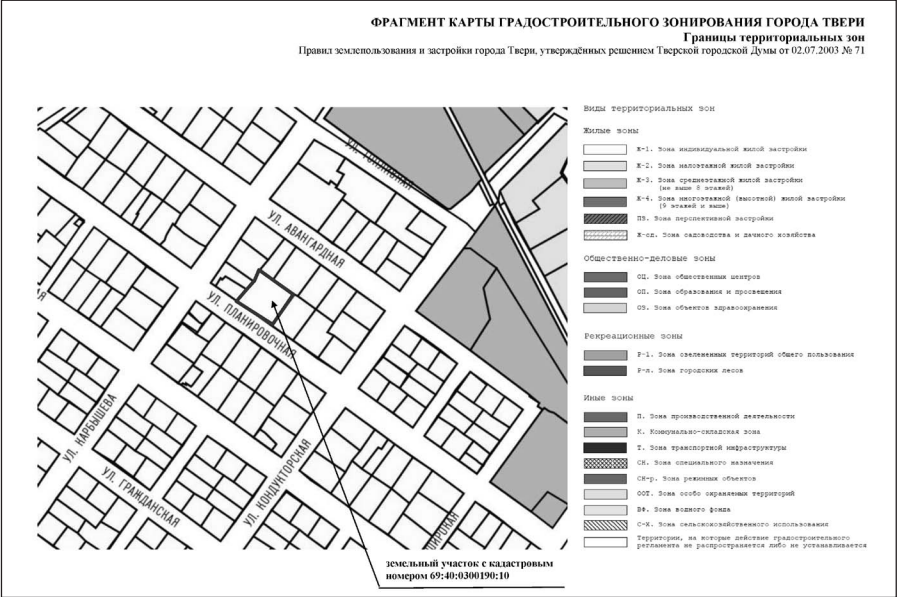 ФРАГМЕНТ КАРТЫ ГРАДОСТРОИТЕЛЬНОГО ЗОНИРОВАНИЯ ГОРОДА ТВЕРИ
Границы территориальных зон
Правил землепользования и застройки города Твери, утверждённых решением Тверской городской Думы от 02.07.2003 № 71
УЛ. ТОПЛИВНАЯ
УЛ. АВАНГАРДНАЯ
АЯ
УЛ. ПЛАНИРОВОЧНАЯ
УЛ. КАРБЫШЕВА
УЛ. КОНДУКТОРСКАЯ
УЛ. ГРАЖДАНСКАЯ
земельный участок с кадастровым
номером 69:40:0300190:10
Виды территориальных зон
Жилые зоны
Ж-1. Зона индивидуальной жилой застройки
Ж-2. Зона малоэтажной жилой застройки
Ж-3. Зона среднеэтажной жилой застройки
(не выше 8 этажей)
Ж-4. Зона многоэтажной (высотной) жилой застройки
(9 этажей и выше)
ПЗ. Зона перспективной застройки
Ж-сд. Зона садоводства и дачного хозяйства
Общественно-деловые зоны
ОЦ. Зона общественных центров
ОП. Зона образования и просвещения
ОЗ. Зона объектов здравоохранения
Рекреационные зоны
Р-1. Зона озелененных территорий общего пользования
Р-л. Зона городских лесов
Иные зоны
П. Зона производственной деятельности
К. Коммунально-складская зона
Т. Зона транспортной инфраструктуры
СН. Зона специального назначения
СН-р. Зона режимных объектов
ООТ. Зона особо охраняемых территорий
ВФ. Зона водного фонда
С-Х. Зона сельскохозяйственного использования
Территории, на которые действие градостроительного
регламента не распространяется либо не устанавливается